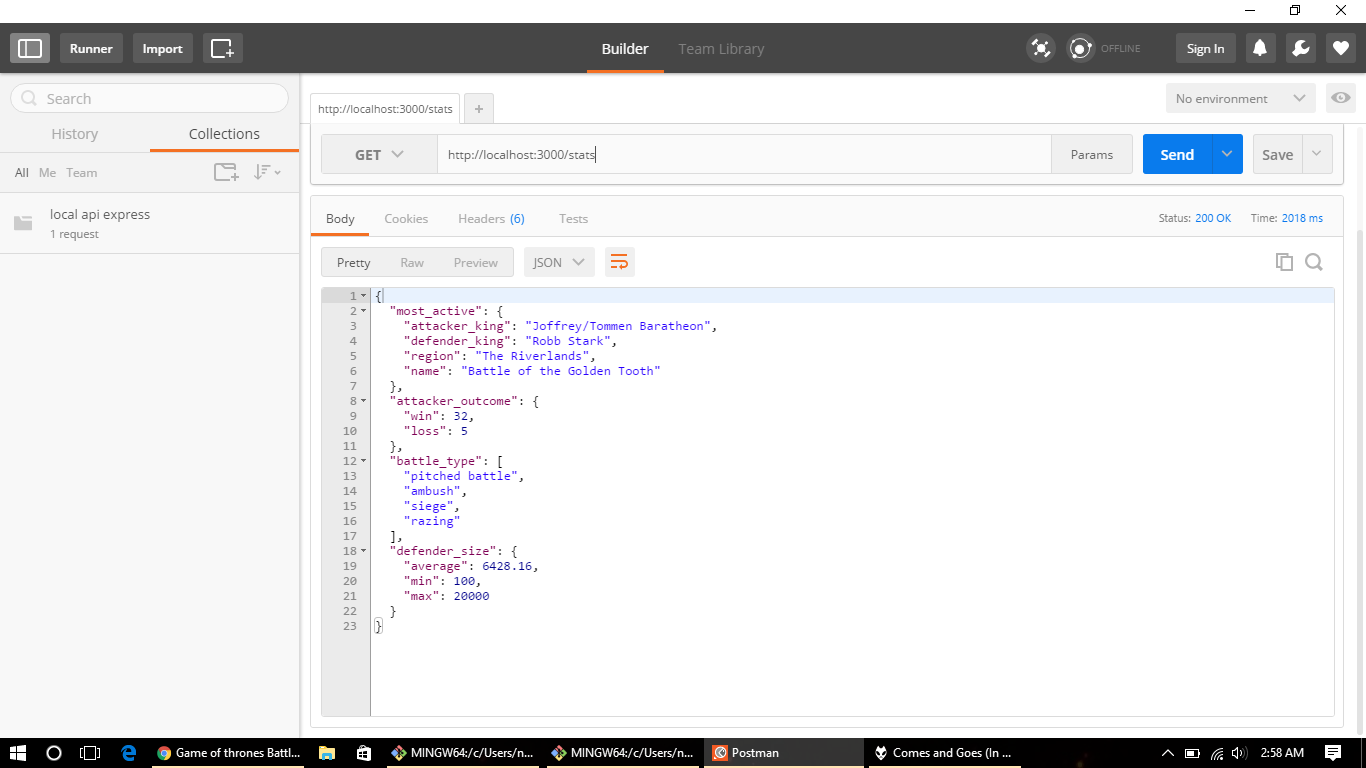 Runner
Import
Builder
Team Library
OFFLINE
Sign In
Search
History
Collections
All
Me
Team
local api express
1 request
http://localhost:3000/stats
+
No environment
GET
http://localhost:3000/stats
Params
Send
Save
Body
Cookies
Headers (6)
Tests
Status: 200 OK
Time: 2018 ms
Pretty
Raw
Preview
JSON
1 {
2 "most_active": {
3 "attacker_king": "Joffrey/Tommen Baratheon",
4 "defender_king": "Robb Stark",
5 "region": "The Riverlands",
6 "name": "Battle of the Golden Tooth"
7 },
8 "attacker_outcome": {
9 "win": 32,
10 "loss": 5
11 },
12 "battle_type": [
13 "pitched battle",
14 "ambush",
15 "siege",
16 "razing"
17 ],
18 "defender_size": {
19 "average": 6428.16,
20 "min": 100,
21 "max": 20000
22 }
23 }
Game of thrones Battl...
MINGW64:/c/Users/n...
MINGW64:/c/Users/n...
Postman
Comes and Goes (In ...
2:58 AM